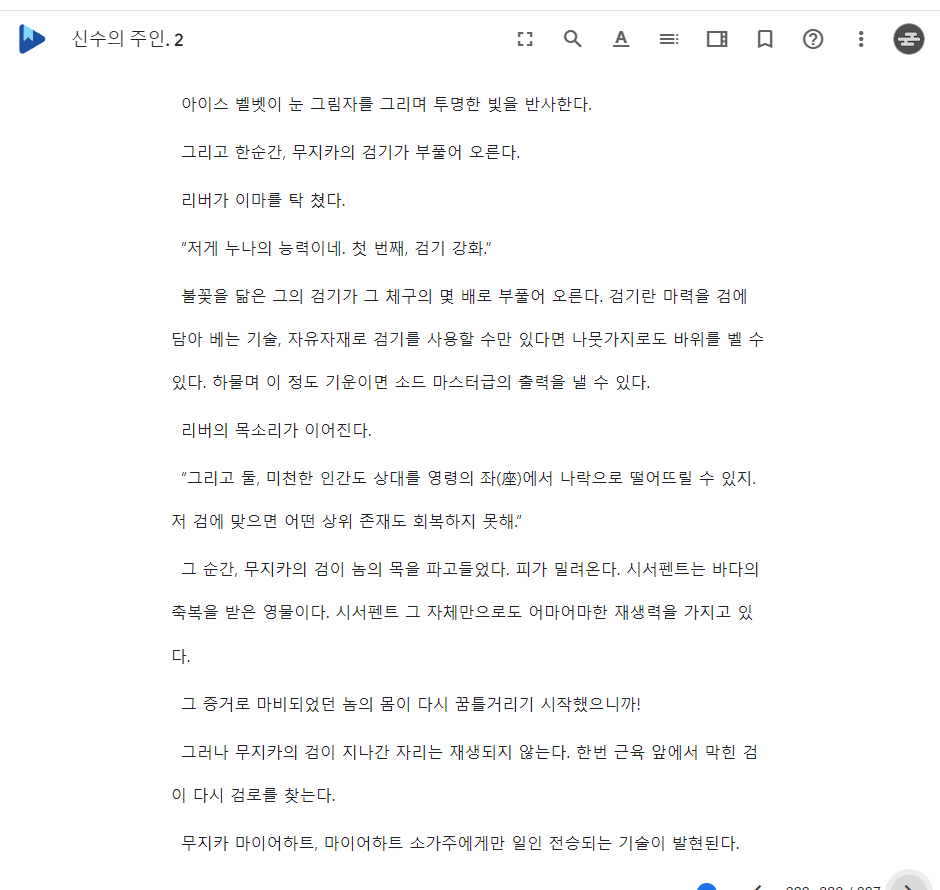 신수의 주인. 2
아이스 벨벳이 눈 그림자를 그리며 투명한 빛을 반사한다.
그리고 한순간, 무지카의 검기가 부풀어 오른다.
리버가 이마를 탁 쳤다.
“저게 누나의 능력이네. 첫 번째, 검기 강화.”
불꽃을 닮은 그의 검기가 그 체구의 몇 배로 부풀어 오른다. 검기란 마력을 검에
담아 베는 기술, 자유자재로 검기를 사용할 수만 있다면 나뭇가지로도 바위를 벨 수
있다. 하물며 이 정도 기운이면 소드 마스터급의 출력을 낼 수 있다.
리버의 목소리가 이어진다.
“그리고 둘, 미천한 인간도 상대를 영령의 좌(座)에서 나락으로 떨어뜨릴 수 있지.
저 검에 맞으면 어떤 상위 존재도 회복하지 못해.”
그 순간, 무지카의 검이 놈의 목을 파고들었다. 피가 밀려온다. 시서펜트는 바다의
축복을 받은 영물이다. 시서펜트 그 자체만으로도 어마어마한 재생력을 가지고 있
다.
그 증거로 마비되었던 놈의 몸이 다시 꿈틀거리기 시작했으니까!
그러나 무지카의 검이 지나간 자리는 재생되지 않는다. 한번 근육 앞에서 막힌 검
이 다시 검로를 찾는다.
무지카 마이어하트, 마이어하트 소가주에게만 일인 전승되는 기술이 발현된다.